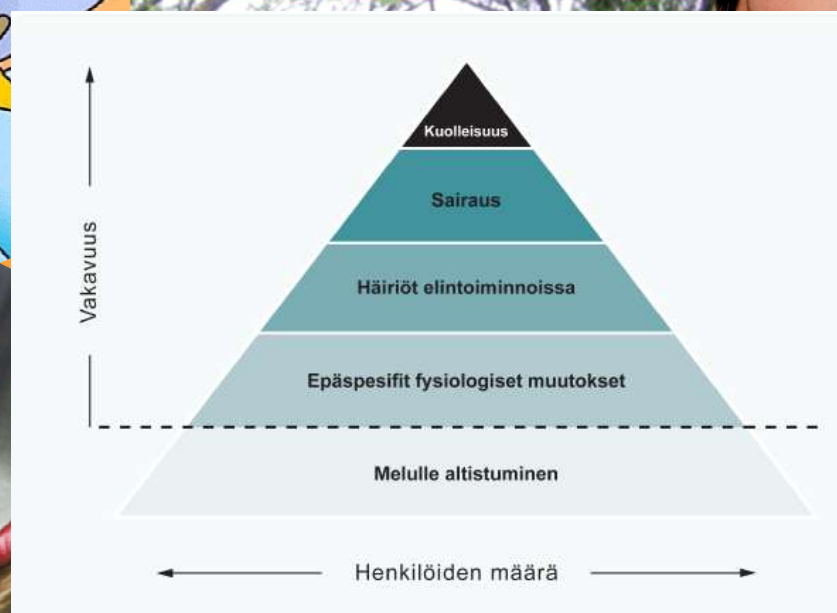 Kuolleisuus
Sairaus
Vakavuus
Häiriöt elintoiminnoissa
Epäspesifit fysiologiset muutokset
Melulle altistuminen
Henkilöiden määrä